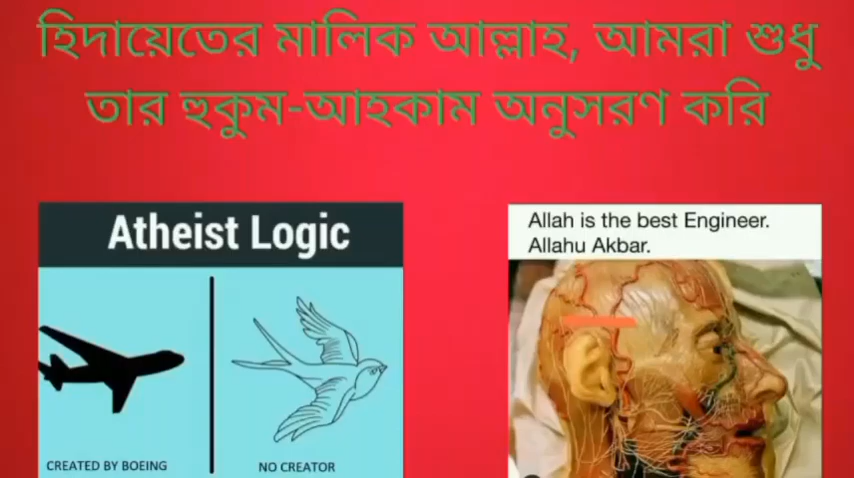 হিদায়েতের মালিক আল্লাহ, আমরা শুধু
তার হুকুম-আহকাম অনুসরণ করি
Atheist Logic
CREATED BY BOEING
NO CREATOR
Allah is the best Engineer.
Allahu Akbar.